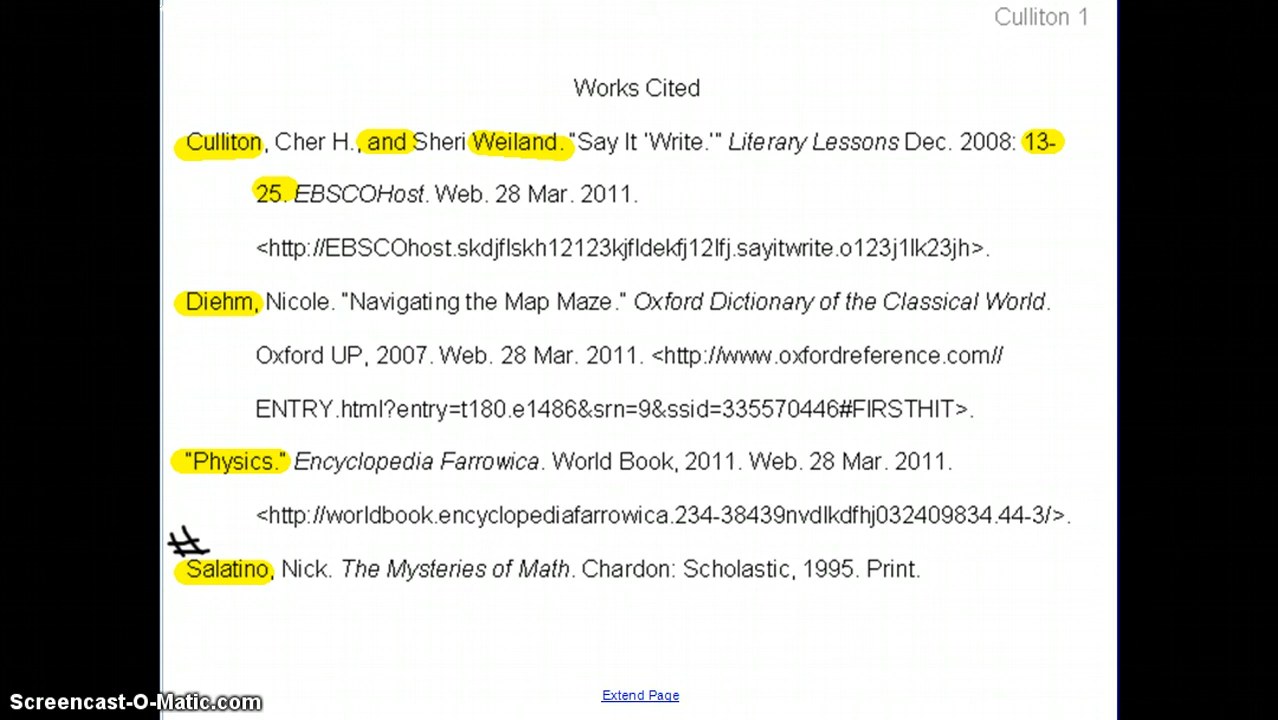 Culliton 1
Works Cited
Culliton, Cher H., and Sheri Weiland. "Say It 'Write.'" Literary Lessons Dec. 2008: 13-
25. EBSCOHost. Web. 28 Mar. 2011.
<http://EBSCOhost.skdjflskh12123kjfldekfj12lfj.sayitwrite.o123j1lk23jh>.
Diehm, Nicole. "Navigating the Map Maze." Oxford Dictionary of the Classical World.
Oxford UP, 2007. Web. 28 Mar. 2011. <http://www.oxfordreference.com//
ENTRY.html?entry=t180.e1486&srn=9&ssid=335570446#FIRSTHIT>.
"Physics." Encyclopedia Farrowica. World Book, 2011. Web. 28 Mar. 2011.
<http://worldbook.encyclopediafarrowica.234-38439nvdlkdfhj032409834.44-3/>.
#
Salatino, Nick. The Mysteries of Math. Chardon: Scholastic, 1995. Print.
Extend Page
Screencast-O-Matic.com